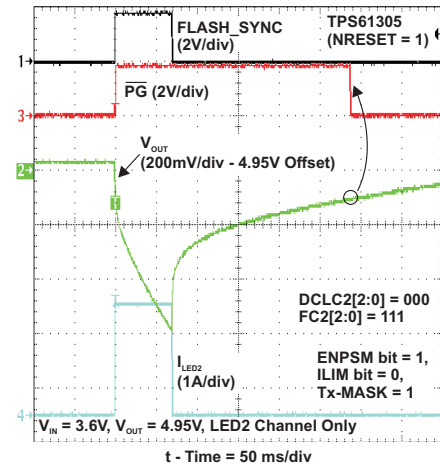 FLASH_SYNC
(2V/div)
TPS61305
(NRESET = 1)
1
PG (2V/div)
3
VOUT
(200mV/div - 4.95V Offset)
2
T
DCLC2[2:0] = 000
FC2[2:0] = 111
ILED2
(1A/div)
ENPSM bit = 1,
ILIM bit = 0,
Tx-MASK = 1
4
VIN = 3.6V, VOUT = 4.95V, LED2 Channel Only
t - Time = 50 ms/div